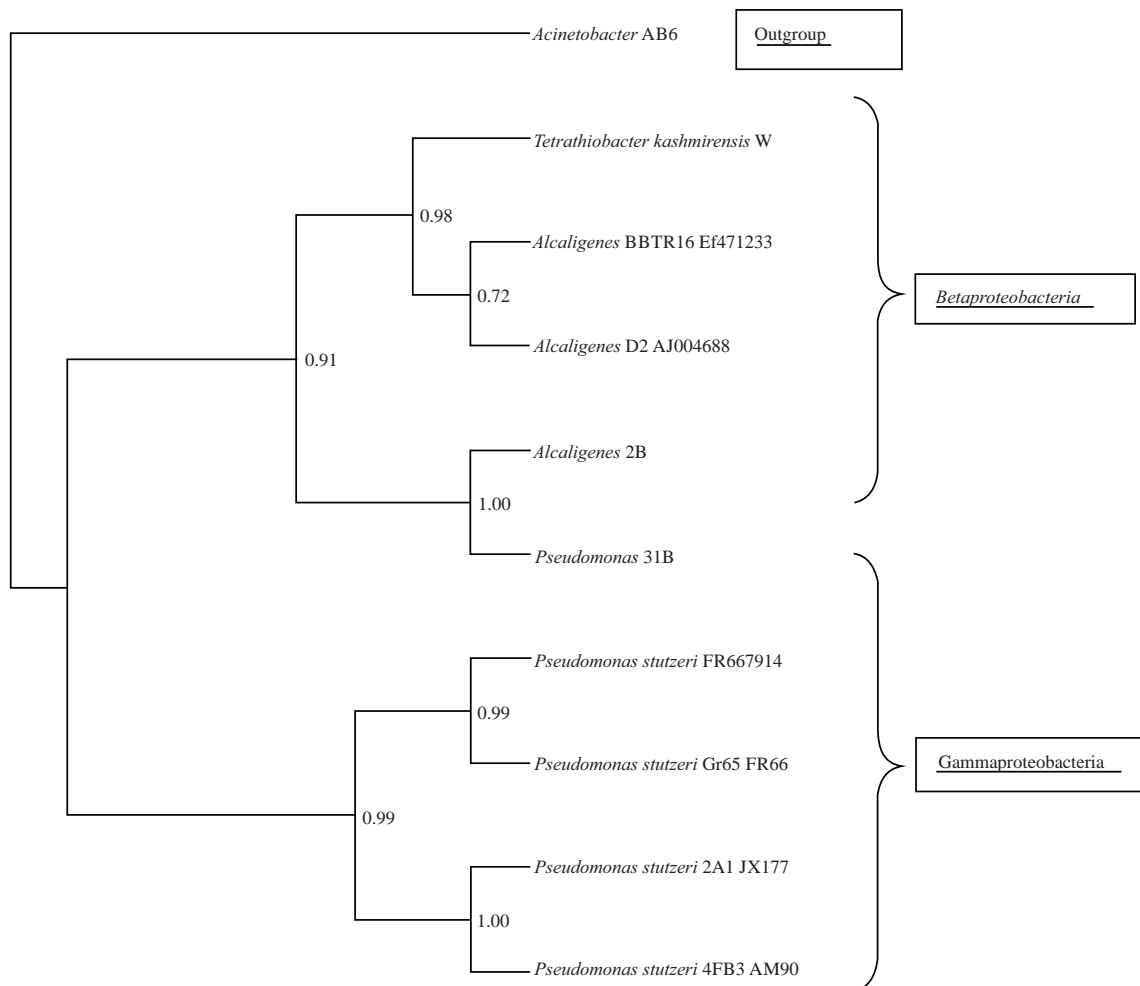 Acinetobacter AB6
Outgroup
Tetrathiobacter kashmirensis W
0.98
Alcaligenes BBTR16 Ef471233
0.72
Betaproteobacteria
Alcaligenes D2 AJ004688
0.91
Alcaligenes 2B
1.00
Pseudomonas 31B
Pseudomonas stutzeri FR667914
0.99
Pseudomonas stutzeri Gr65 FR66
Gammaproteobacteria
0.99
Pseudomonas stutzeri 2A1 JX177
1.00
Pseudomonas stutzeri 4FB3 AM90